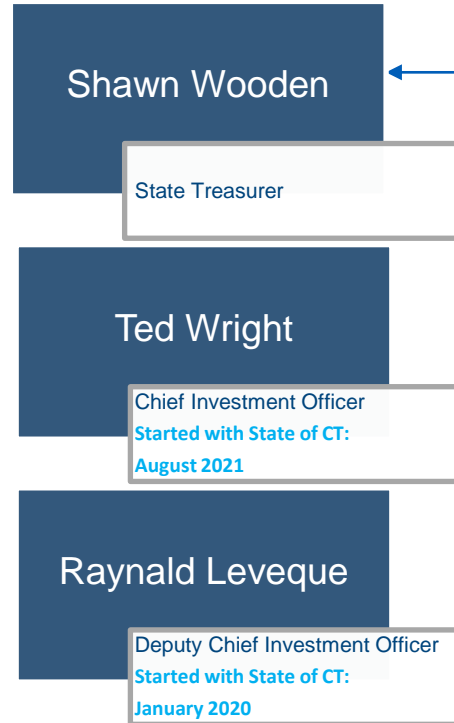 Shawn Wooden
State Treasurer
Ted Wright
Chief Investment Officer
Started with State of CT:
August 2021
Raynald Leveque
Deputy Chief Investment Officer
Started with State of CT:
January 2020